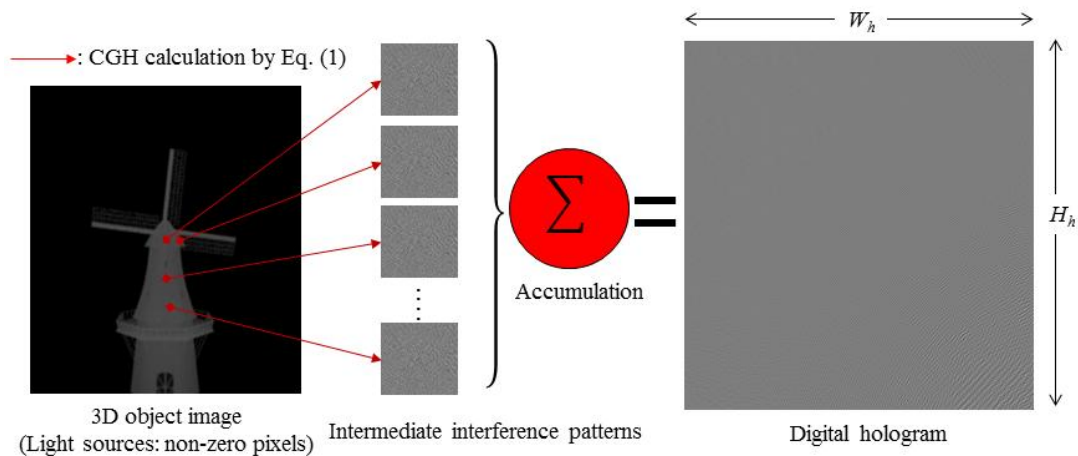 : CGH calculation by Eq. (1)
3D object image
(Light sources: non-zero pixels)
Intermediate interference patterns
∑
Accumulation
=
W_h
H_h
Digital hologram